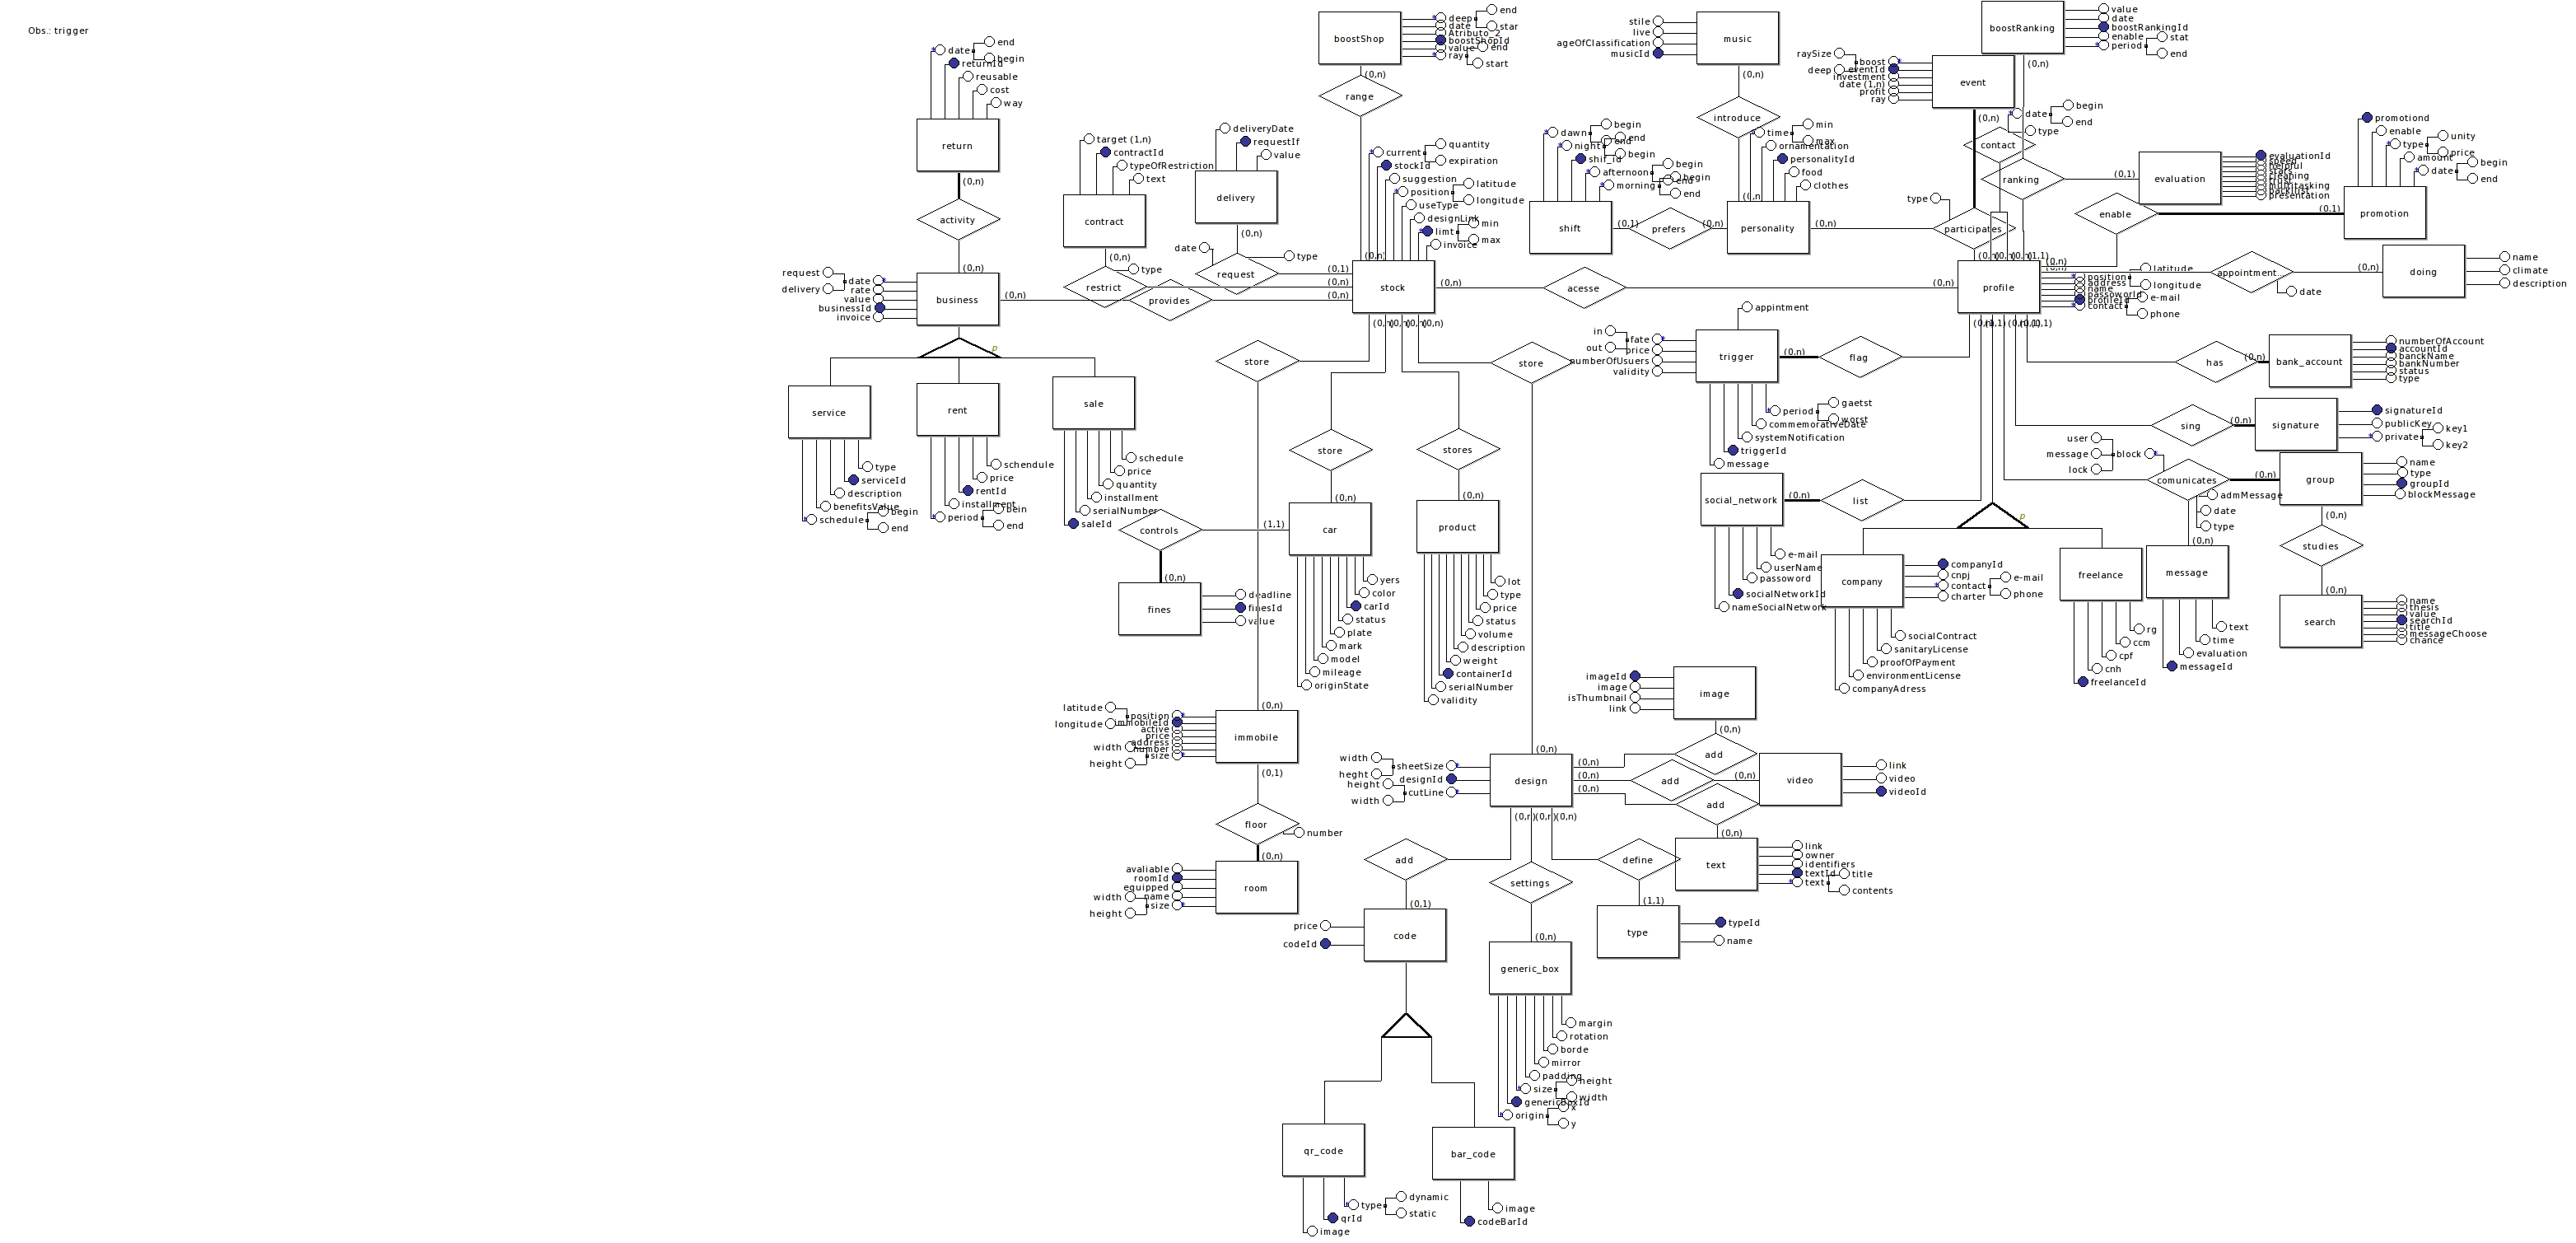 Obs.: trigger
return
date
end
begin
returnId
reusable
cost
way
(0,n)
activity
(0,n)
business
request
delivery
date
rate
value
businessId
invoice
(0,n)
p
service
type
serviceId
description
benefitsValue
schedule
begin
end
rent
schendule
price
rentId
installment
period
bein
end
sale
schedule
price
quantity
installment
serialNumber
saleId
contract
target (1,n)
contractId
typeOfRestriction
text
(0,n)
restrict
type
provides
delivery
deliveryDate
requestIf
value
(0,n)
request
date
type
(0,1)
(0,n)
(0,n)
boostShop
deep
end
star
date
Atributo_2
boostShopId
value
ray
end
start
(0,n)
range
(0,n)
stock
current
quantity
expiration
stockId
suggestion
position
latitude
longitude
useType
designLink
limt
min
max
invoice
(0,n)
acesse
(0,n)
music
stile
live
ageOfClassification
musicId
(0,n)
introduce
(0,n)
personality
time
min
max
ornamentation
personalityId
food
clothes
(0,n)
(0,n)
prefers
(0,1)
shift
dawn
begin
end
night
end
begin
shif_id
afternoon
begin
end
morning
begin
end
boostRanking
value
date
boostRankingId
enable
period
stat
end
(0,n)
event
raySize
deep
boost
eventId
investment
date (1,n)
profit
ray
(0,n)
contact
date
begin
end
type
ranking
(0,1)
evaluation
evaluationId
helpful
stars
cleaning
trust
multitasking
presentation
participates
type
enable
(0,1)
promotion
promotiond
enable
type
unity
price
amount
date
begin
end
profile
position
latitude
longitude
address
name
passoworld
profileId
contact
e-mail
phone
(0,n)
appointment..
date
(0,n)
doing
name
climate
description
store
store
(0,n)
store
(0,n)
stores
(0,n)
trigger
appintment
in
out
fate
price
numberOfUsuers
validity
(0,n)
flag
period
gaetst
worst
commemorativeDate
systemNotification
triggerId
message
has
(0,n)
bank_account
numberOfAccount
accountId
banckName
bankNumber
status
type
sing
(0,n)
signature
signatureId
publicKey
private
key1
key2
social_network
(0,n)
list
e-mail
userName
passoword
socialNetworkId
nameSocialNetwork
user
message
lock
block
comunicates
(0,n)
group
name
type
groupId
blockMessage
admMessage
date
type
(0,n)
(0,n)
studies
(0,n)
search
name
thesis
value
searchId
title
messageChoose
chance
p
company
companyId
cnpj
contact
e-mail
phone
charter
socialContract
sanitaryLicense
proofOfPayment
environmentLicense
companyAdress
freelance
rg
ccm
cpf
cnh
freelanceId
message
text
time
evaluation
messageId
controls
(1,1)
(0,n)
fines
deadline
finesId
value
car
yers
color
carId
status
plate
mark
model
mileage
originState
product
lot
type
price
status
volume
description
weight
containerId
serialNumber
validity
(0,n)
immobile
latitude
longitude
position
immobileId
active
price
address
number
size
width
height
(0,1)
floor
number
(0,n)
room
avaliable
roomId
equipped
name
size
width
height
image
imageId
image
isThumbnail
link
(0,n)
add
(0,n)
design
width
heght
sheetSize
designId
height
width
cutLine
(0,n)
(0,n)
(0,n)
add
(0,n)
video
link
video
videoId
add
(0,n)
text
link
owner
identifiers
textId
text
title
contents
(0,n)
(0,n)
(0,n)
add
(0,1)
code
price
codeId
settings
(0,n)
define
(1,1)
type
typeId
name
generic_box
margin
rotation
borde
mirror
padding
size
height
width
genericBoxId
origin
x
y
qr_code
type
dynamic
static
qrId
image
bar_code
image
codeBarId